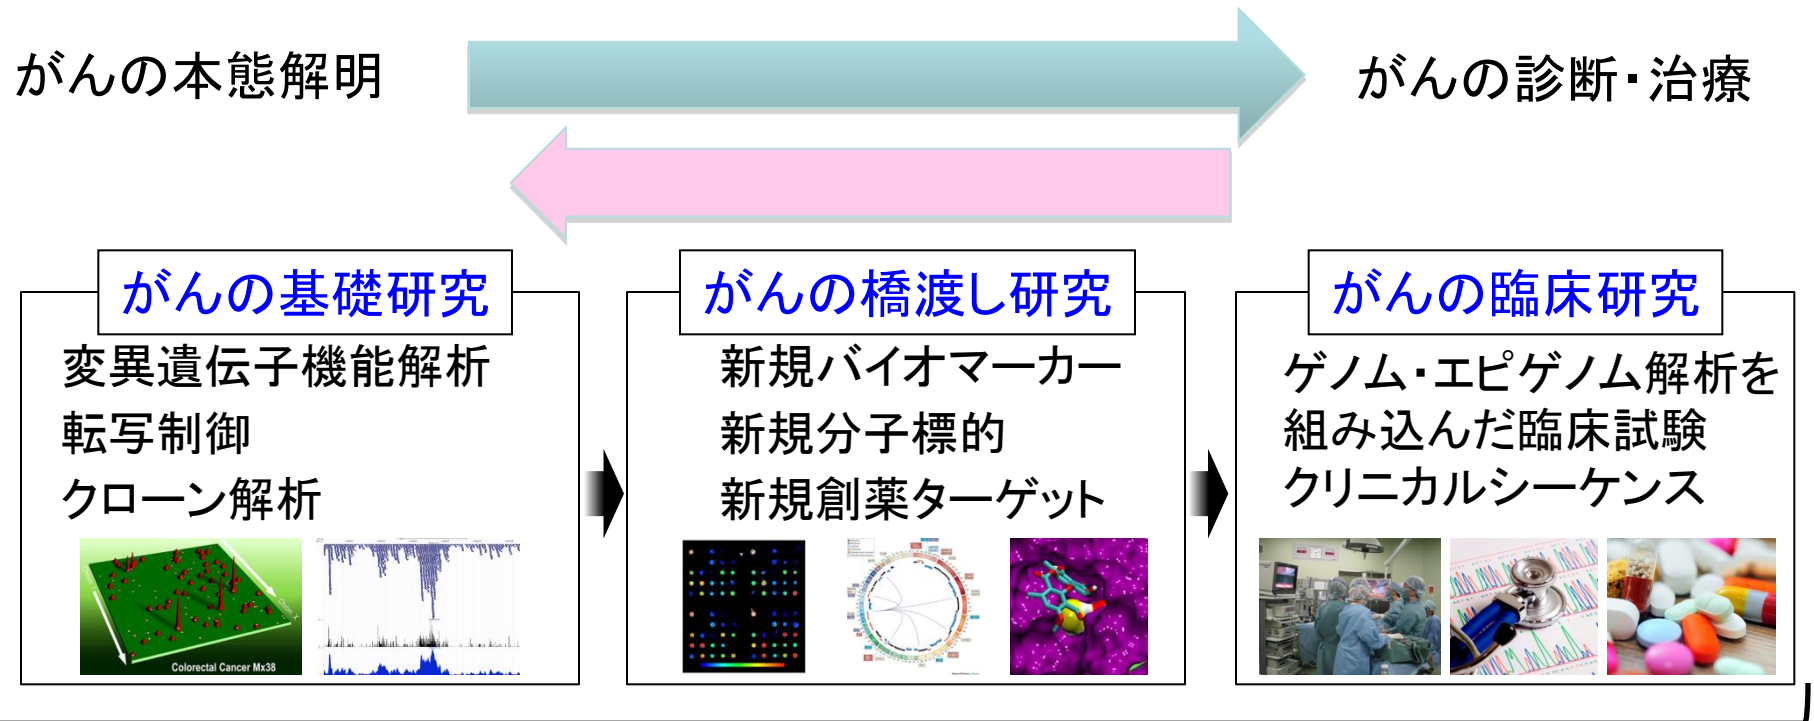 がんの本態解明
がんの診断・治療
がんの基礎研究
変異遺伝子機能解析
転写制御
クローン解析
Colorectal Cancer Mx38
がんの橋渡し研究
新規バイオマーカー
新規分子標的
新規創薬ターゲット
がんの臨床研究
ゲノム・エピゲノム解析を
組み込んだ臨床試験
クリニカルシーケンス